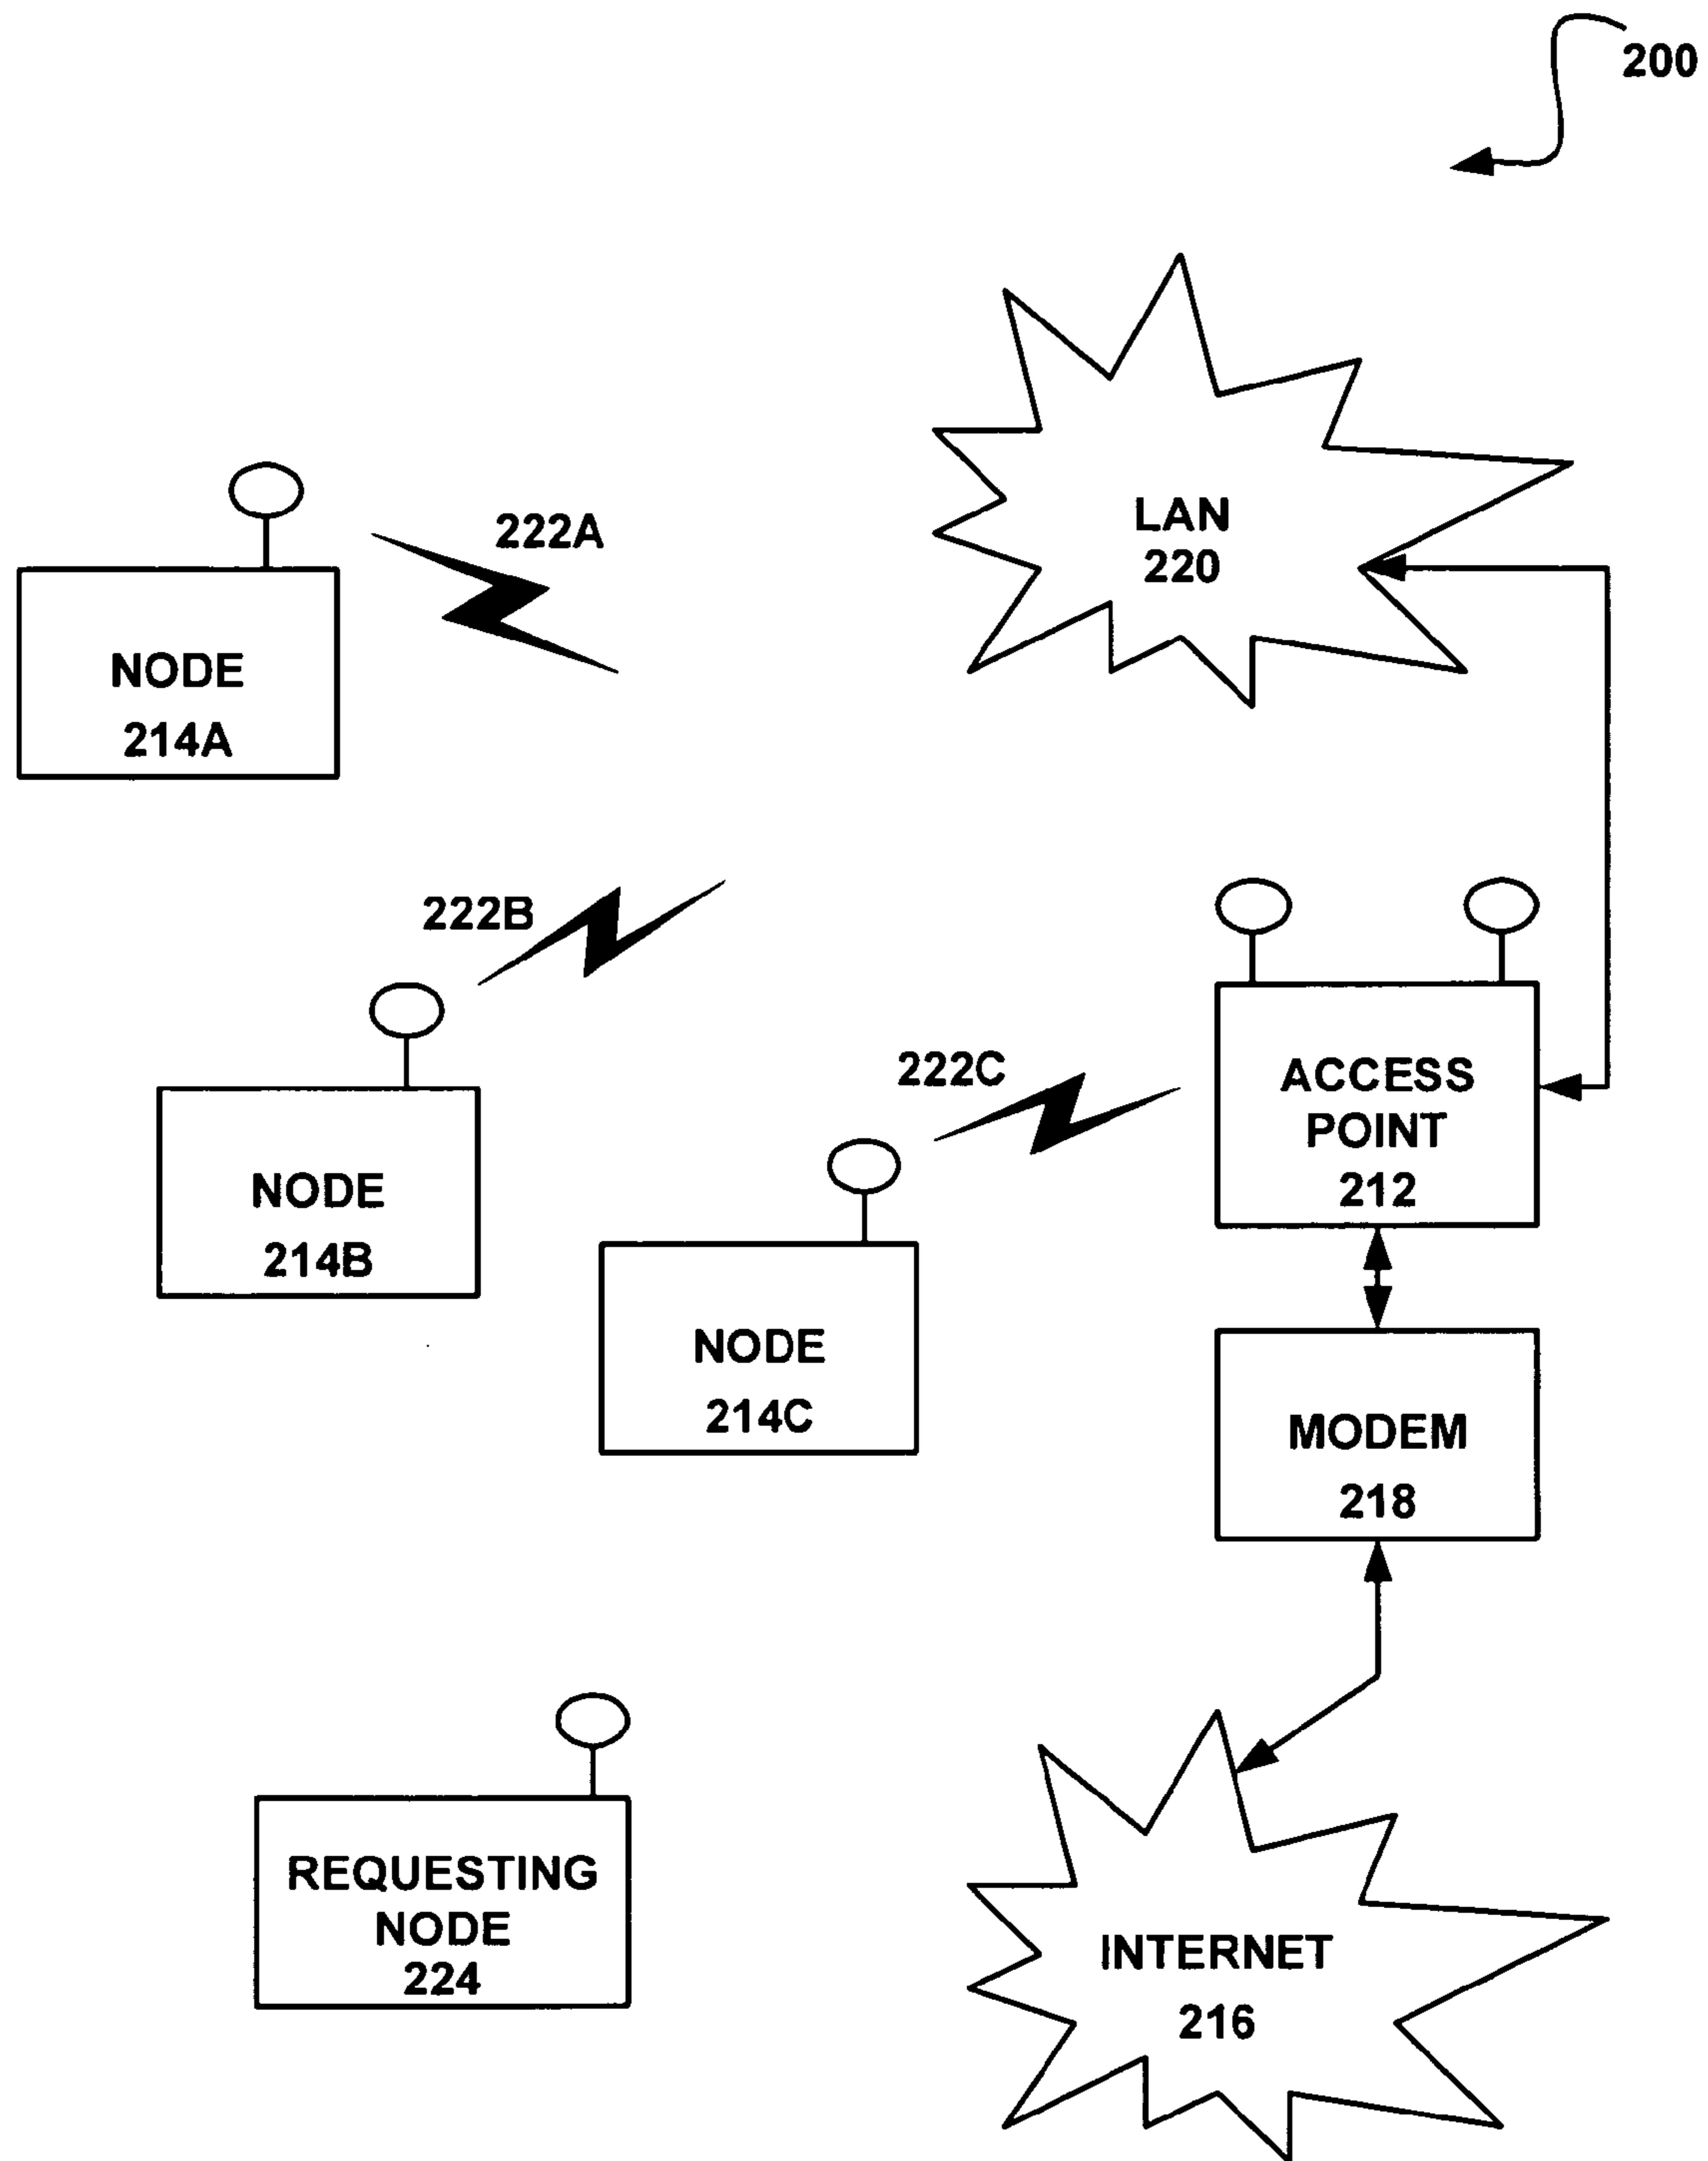 200
LAN
220
222A
NODE
214A
222B
222C
ACCESS
POINT
212
NODE
214B
NODE
214C
MODEM
218
REQUESTING
NODE
224
INTERNET
216